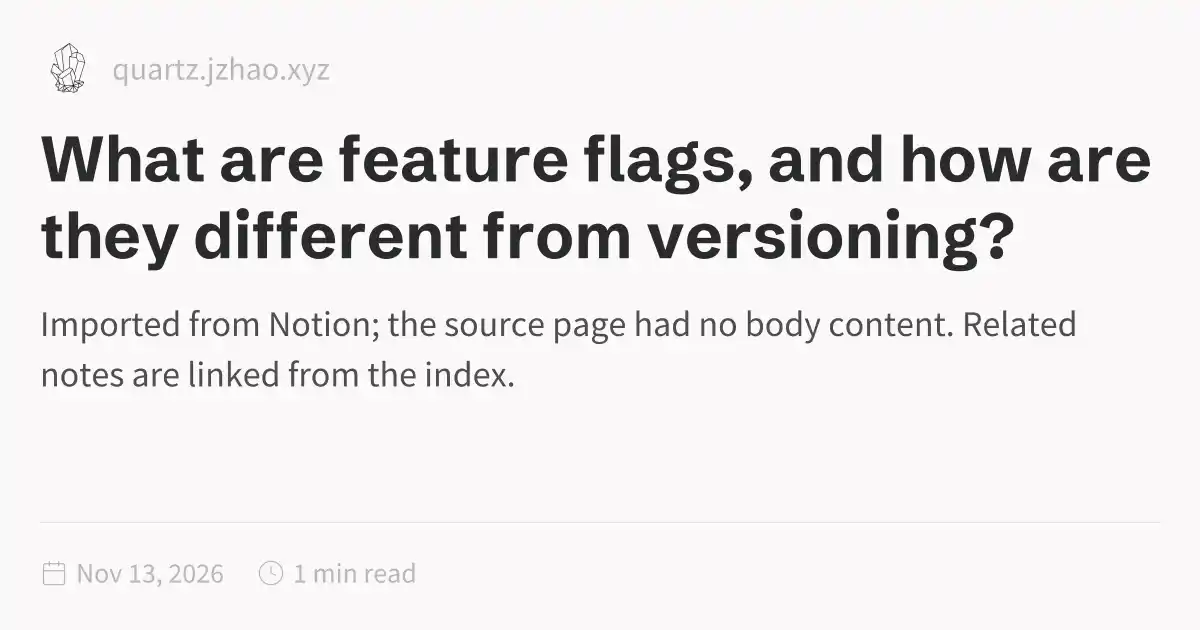 quartz.jzhao.xyz
What are feature flags, and how are
they different from versioning?
Imported from Notion; the source page had no body content. Related
notes are linked from the index.
Nov 13, 2026 1 min read